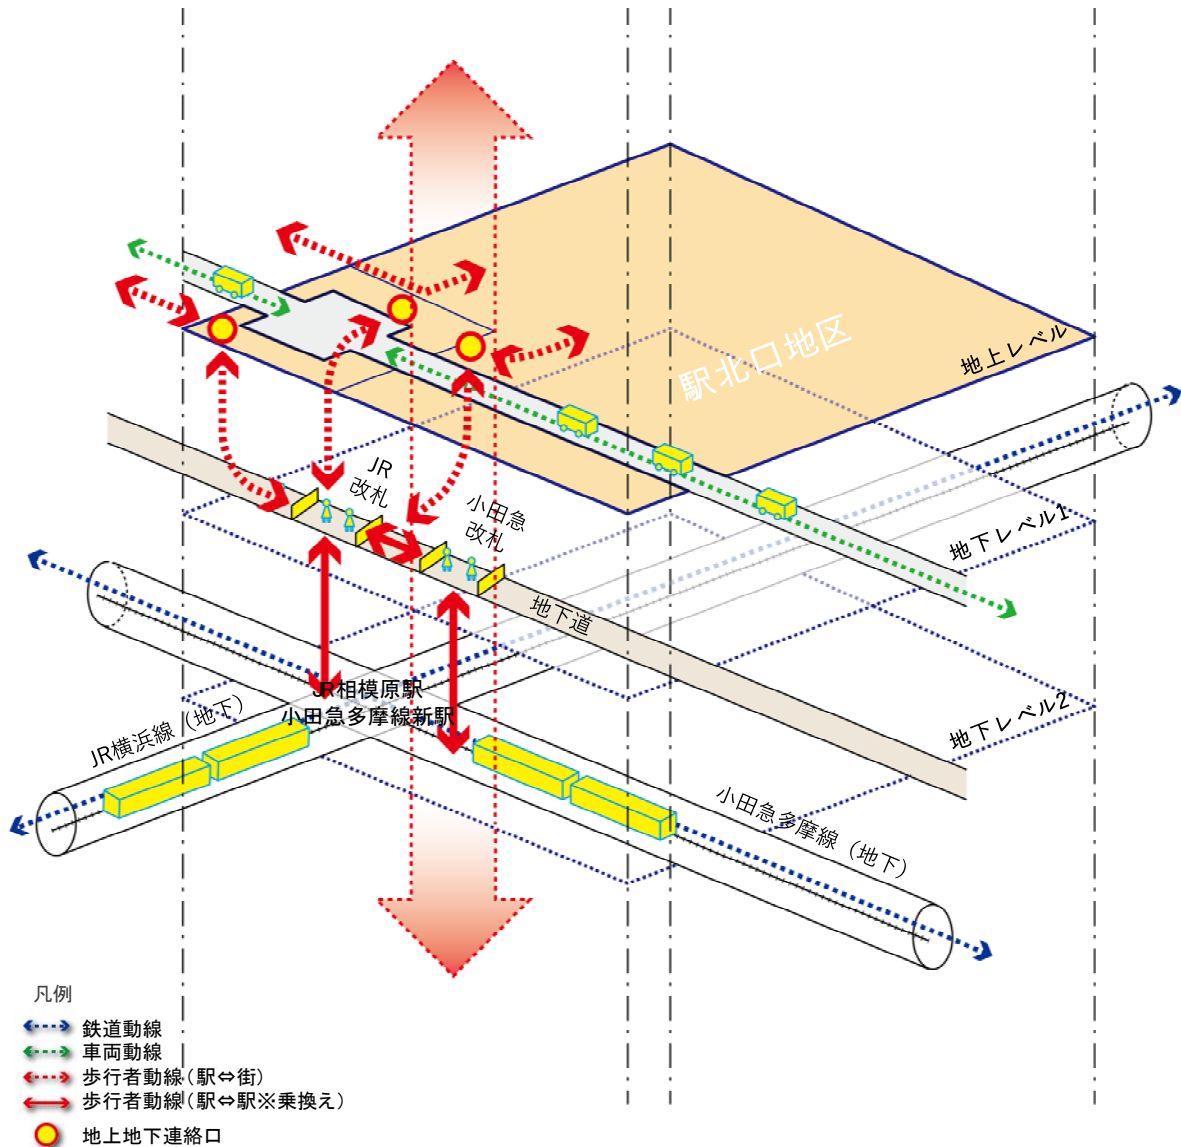 駅北口地区
地上レベル
JR
改札
小田急
改札
地下レベル1
地下道
JR相模原駅
小田急多摩線新駅
JR横浜線（地下）
地下レベル2
小田急多摩線（地下）
凡例
鉄道動線
車両動線
歩行者動線（駅⇔街）
歩行者動線（駅⇔駅※乗換え）
地上地下連絡口